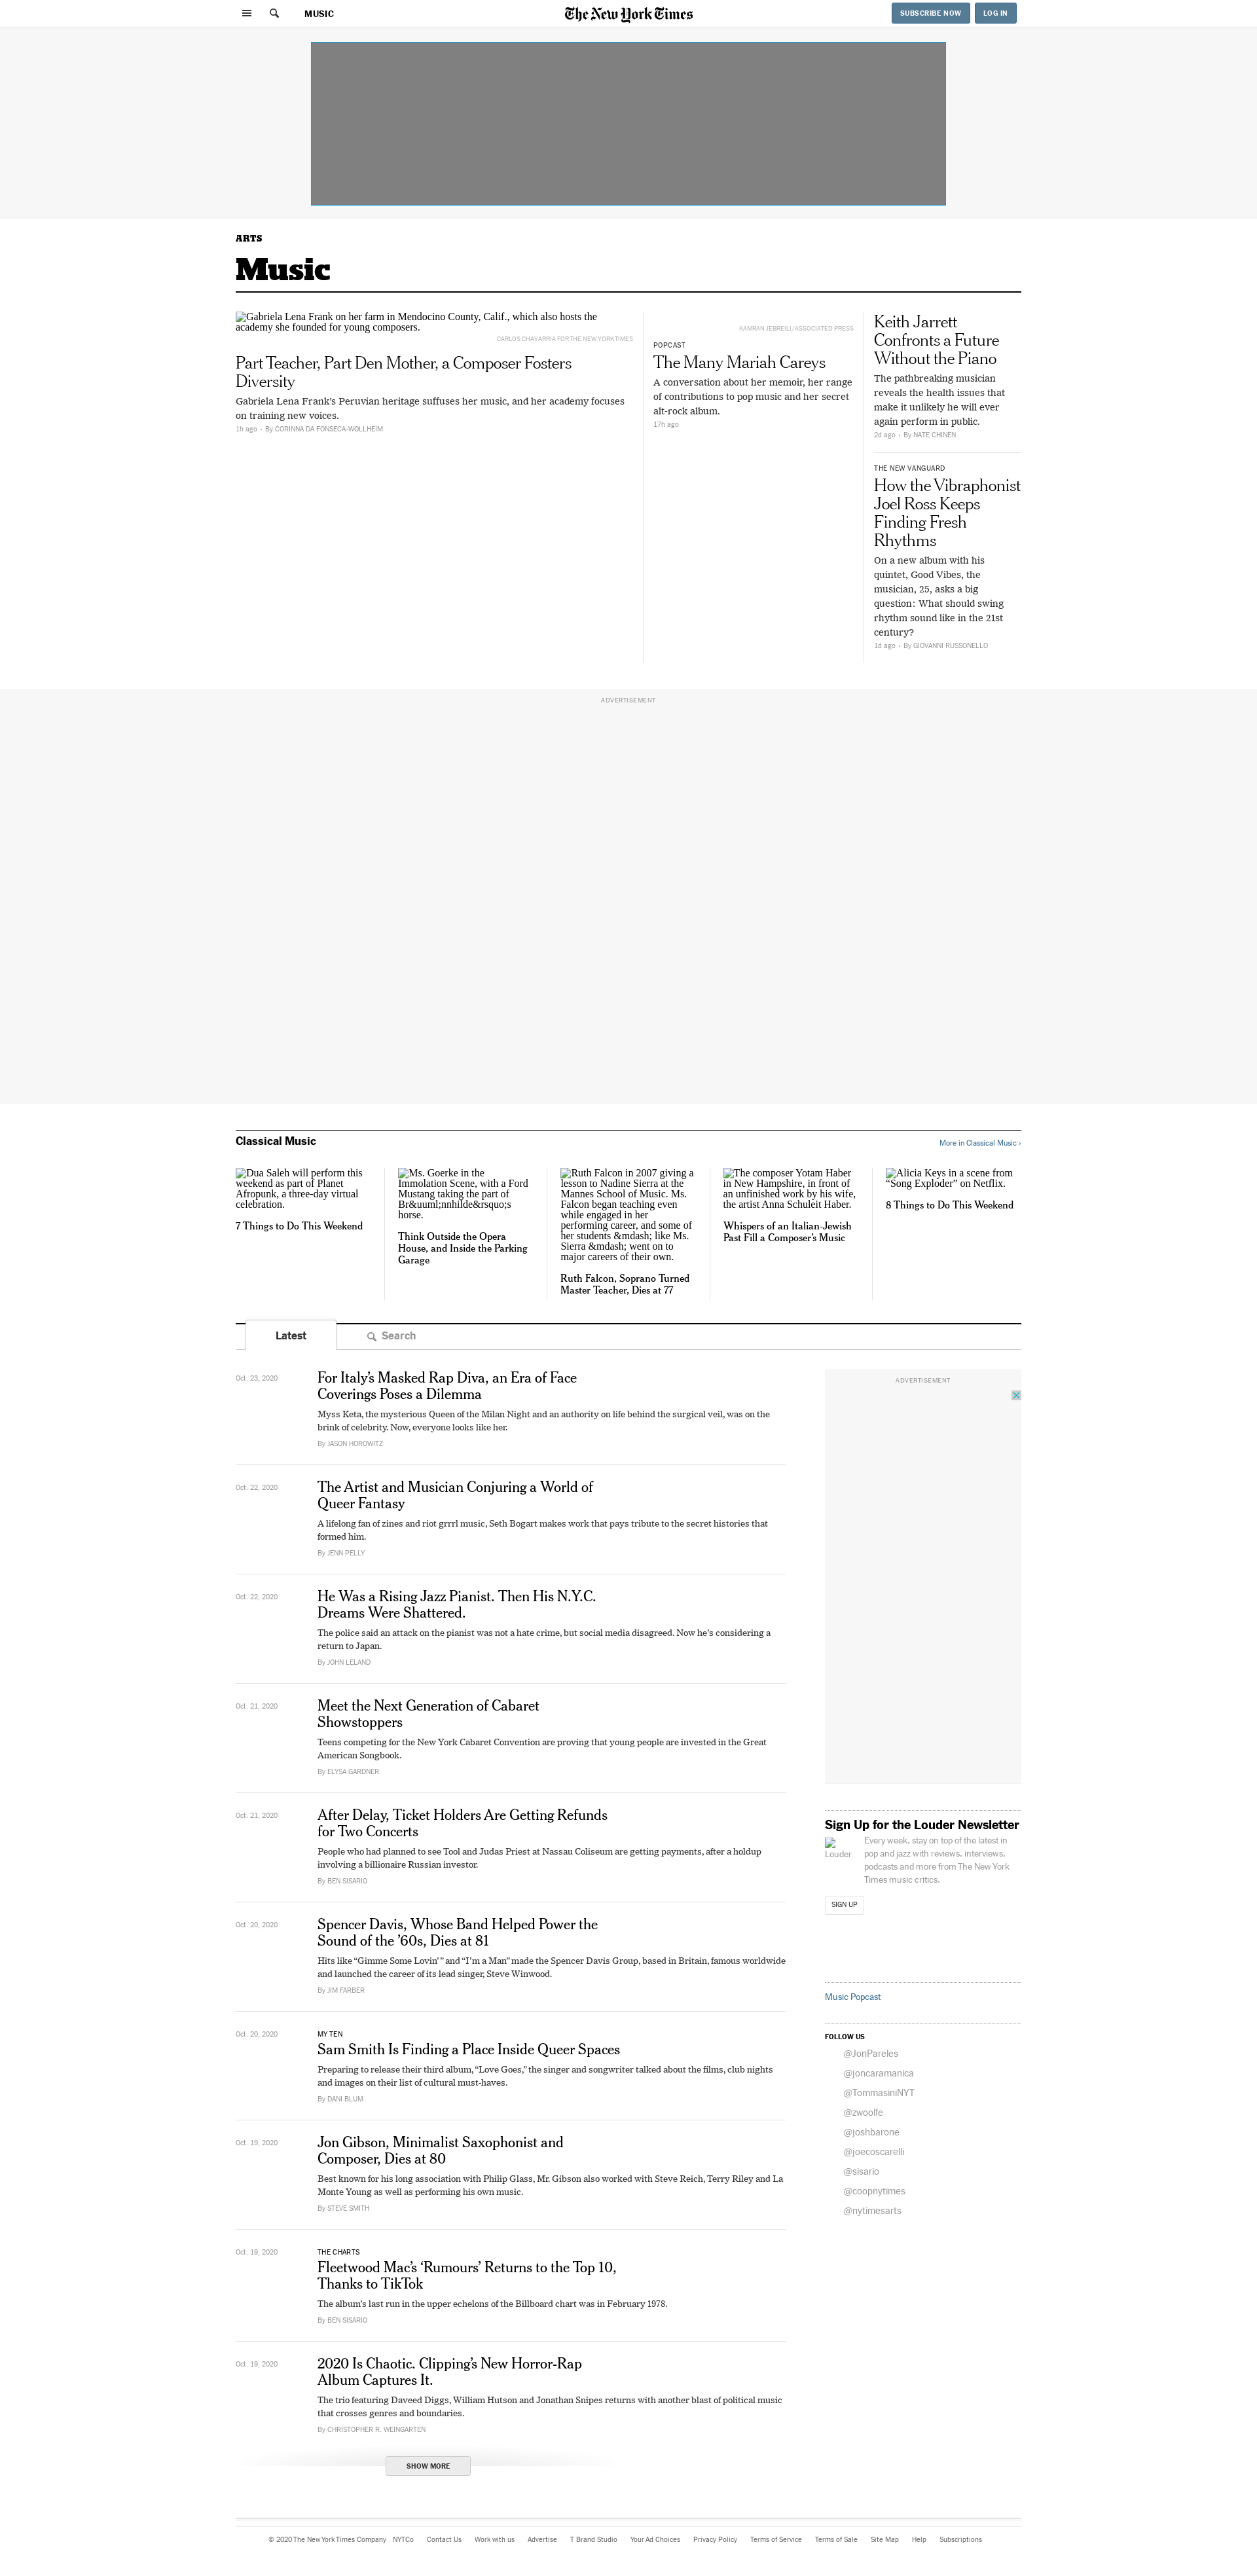 MUSIC
The New York Times
SUBSCRIBE NOW
LOG IN
ARTS
Music
Gabriela Lena Frank on her farm in Mendocino County, Calif., which also hosts the
academy she founded for young composers.
CARLOS CHAVARRIA FOR THE NEW YORK TIMES
Part Teacher, Part Den Mother, a Composer Fosters
Diversity
Gabriela Lena Frank’s Peruvian heritage suffuses her music, and her academy focuses
on training new voices.
1h ago • By CORINNA DA FONSECA-WOLLHEIM
KAMRAN JEBREILI/ASSOCIATED PRESS
POPCAST
The Many Mariah Careys
A conversation about her memoir, her range
of contributions to pop music and her secret
alt-rock album.
17h ago
Keith Jarrett
Confronts a Future
Without the Piano
The pathbreaking musician
reveals the health issues that
make it unlikely he will ever
again perform in public.
2d ago • By NATE CHINEN
THE NEW VANGUARD
How the Vibraphonist
Joel Ross Keeps
Finding Fresh
Rhythms
On a new album with his
quintet, Good Vibes, the
musician, 25, asks a big
question: What should swing
rhythm sound like in the 21st
century?
1d ago • By GIOVANNI RUSSONELLO
ADVERTISEMENT
Classical Music
More in Classical Music ›
Dua Saleh will perform this
weekend as part of Planet
Afropunk, a three-day virtual
celebration.
7 Things to Do This Weekend
Ms. Goerke in the
Immolation Scene, with a Ford
Mustang taking the part of
Br&uuml;nnhilde&rsquo;s
horse.
Think Outside the Opera
House, and Inside the Parking
Garage
Ruth Falcon in 2007 giving a
lesson to Nadine Sierra at the
Mannes School of Music. Ms.
Falcon began teaching even
while engaged in her
performing career, and some of
her students &mdash; like Ms.
Sierra &mdash; went on to
major careers of their own.
Ruth Falcon, Soprano Turned
Master Teacher, Dies at 77
The composer Yotam Haber
in New Hampshire, in front of
an unfinished work by his wife,
the artist Anna Schuleit Haber.
Whispers of an Italian-Jewish
Past Fill a Composer’s Music
Alicia Keys in a scene from
“Song Exploder” on Netflix.
8 Things to Do This Weekend
Latest
Search
Oct. 23, 2020
For Italy’s Masked Rap Diva, an Era of Face
Coverings Poses a Dilemma
Myss Keta, the mysterious Queen of the Milan Night and an authority on life behind the surgical veil, was on the
brink of celebrity. Now, everyone looks like her.
By JASON HOROWITZ
Oct. 22, 2020
The Artist and Musician Conjuring a World of
Queer Fantasy
A lifelong fan of zines and riot grrrl music, Seth Bogart makes work that pays tribute to the secret histories that
formed him.
By JENN PELLY
Oct. 22, 2020
He Was a Rising Jazz Pianist. Then His N.Y.C.
Dreams Were Shattered.
The police said an attack on the pianist was not a hate crime, but social media disagreed. Now he’s considering a
return to Japan.
By JOHN LELAND
Oct. 21, 2020
Meet the Next Generation of Cabaret
Showstoppers
Teens competing for the New York Cabaret Convention are proving that young people are invested in the Great
American Songbook.
By ELYSA GARDNER
Oct. 21, 2020
After Delay, Ticket Holders Are Getting Refunds
for Two Concerts
People who had planned to see Tool and Judas Priest at Nassau Coliseum are getting payments, after a holdup
involving a billionaire Russian investor.
By BEN SISARIO
Oct. 20, 2020
Spencer Davis, Whose Band Helped Power the
Sound of the ’60s, Dies at 81
Hits like “Gimme Some Lovin’ ” and “I’m a Man” made the Spencer Davis Group, based in Britain, famous worldwide
and launched the career of its lead singer, Steve Winwood.
By JIM FARBER
Oct. 20, 2020
MY TEN
Sam Smith Is Finding a Place Inside Queer Spaces
Preparing to release their third album, “Love Goes,” the singer and songwriter talked about the films, club nights
and images on their list of cultural must-haves.
By DANI BLUM
Oct. 19, 2020
Jon Gibson, Minimalist Saxophonist and
Composer, Dies at 80
Best known for his long association with Philip Glass, Mr. Gibson also worked with Steve Reich, Terry Riley and La
Monte Young as well as performing his own music.
By STEVE SMITH
Oct. 19, 2020
THE CHARTS
Fleetwood Mac’s ‘Rumours’ Returns to the Top 10,
Thanks to TikTok
The album’s last run in the upper echelons of the Billboard chart was in February 1978.
By BEN SISARIO
Oct. 19, 2020
2020 Is Chaotic. Clipping’s New Horror-Rap
Album Captures It.
The trio featuring Daveed Diggs, William Hutson and Jonathan Snipes returns with another blast of political music
that crosses genres and boundaries.
By CHRISTOPHER R. WEINGARTEN
SHOW MORE
ADVERTISEMENT
Sign Up for the Louder Newsletter
Louder
Every week, stay on top of the latest in
pop and jazz with reviews, interviews,
podcasts and more from The New York
Times music critics.
SIGN UP
Music Popcast
FOLLOW US
@JonPareles
@joncaramanica
@TommasiniNYT
@zwoolfe
@joshbarone
@joecoscarelli
@sisario
@coopnytimes
@nytimesarts
© 2020 The New York Times Company NYTCo Contact Us Work with us Advertise T Brand Studio Your Ad Choices Privacy Policy Terms of Service Terms of Sale Site Map Help Subscriptions